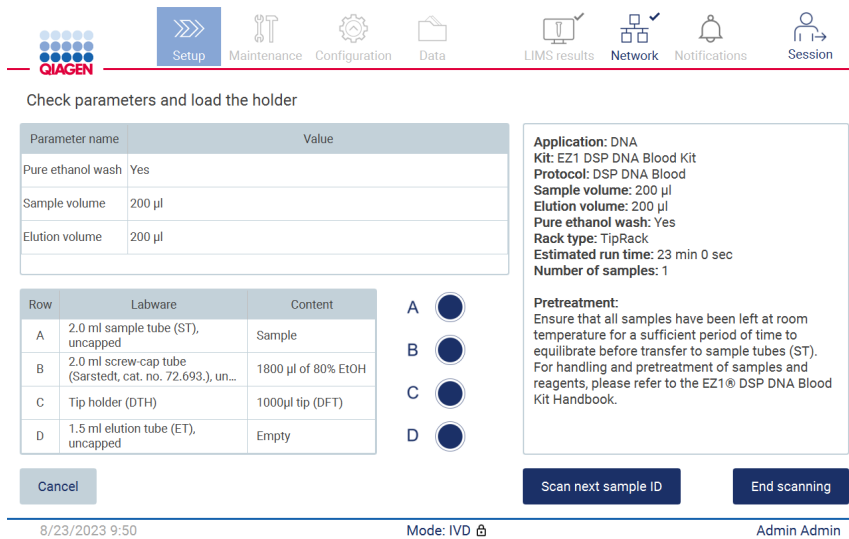 QIAGEN
Setup
Maintenance
Configuration
Data
LIMS results
Network
Notifications
Session
Check parameters and load the holder
Parameter name Value
Pure ethanol wash Yes
Sample volume 200 µl
Elution volume 200 µl
Row Labware Content
A 2.0 ml sample tube (ST), uncapped Sample
B 2.0 ml screw-cap tube (Sarstedt, cat. no. 72.693.), un... 1800 µl of 80% EtOH
C Tip holder (DTH) 1000µl tip (DFT)
D 1.5 ml elution tube (ET), uncapped Empty
A
B
C
D
Application: DNA
Kit: EZ1 DSP DNA Blood Kit
Protocol: DSP DNA Blood
Sample volume: 200 µl
Elution volume: 200 µl
Pure ethanol wash: Yes
Rack type: TipRack
Estimated run time: 23 min 0 sec
Number of samples: 1
Pretreatment:
Ensure that all samples have been left at room
temperature for a sufficient period of time to
equilibrate before transfer to sample tubes (ST).
For handling and pretreatment of samples and
reagents, please refer to the EZ1® DSP DNA Blood
Kit Handbook.
Cancel
Scan next sample ID
End scanning
8/23/2023 9:50
Mode: IVD
Admin Admin